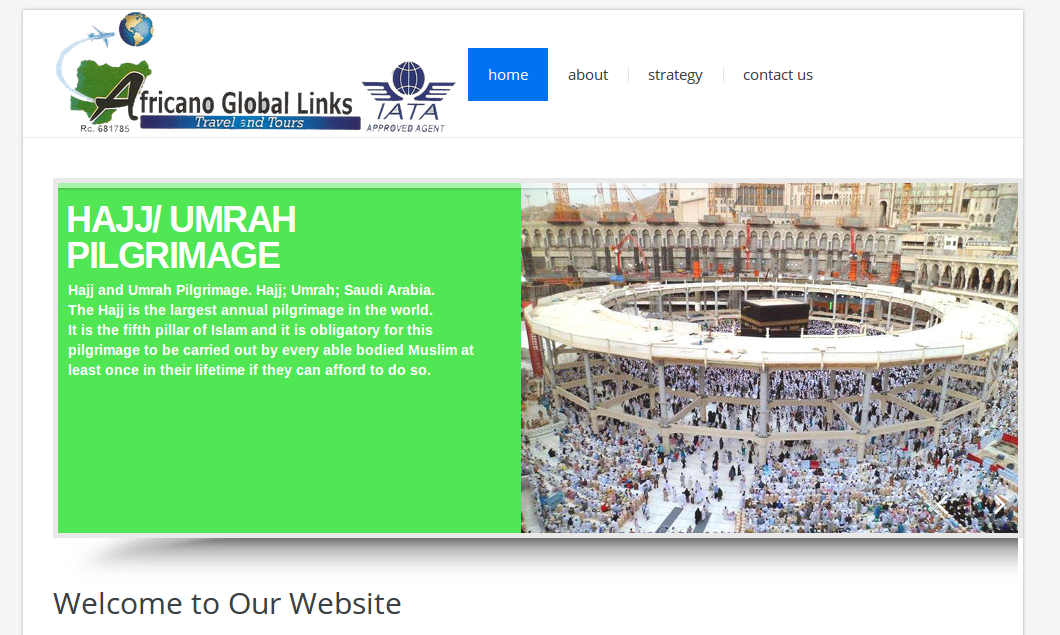 Africano Global Links
Travel and Tours
Rc. 681785
IATA
APPROVED AGENT
home
about
strategy
contact us
HAJJ/ UMRAH
PILGRIMAGE
Hajj and Umrah Pilgrimage. Hajj; Umrah; Saudi Arabia.
The Hajj is the largest annual pilgrimage in the world.
It is the fifth pillar of Islam and it is obligatory for this
pilgrimage to be carried out by every able bodied Muslim at
least once in their lifetime if they can afford to do so.
Welcome to Our Website